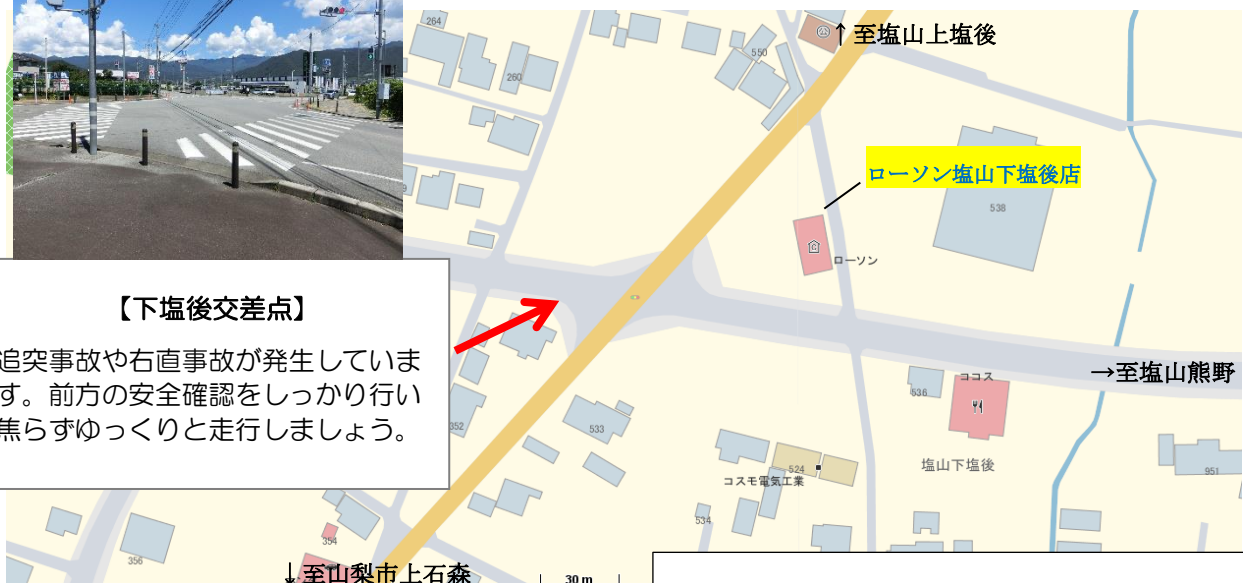 264
260
550
↑ 至塩山上塩後
ローソン塩山下塩後店
538
ローソン
【下塩後交差点】
追突事故や右直事故が発生していま
す。前方の安全確認をしっかり行い
焦らずゆっくりと走行しましょう。
→至塩山熊野
ココス
536
塩山下塩後
352
533
524
コスモ電気工業
534
951
354
356
↓至山梨市上石森
30 m